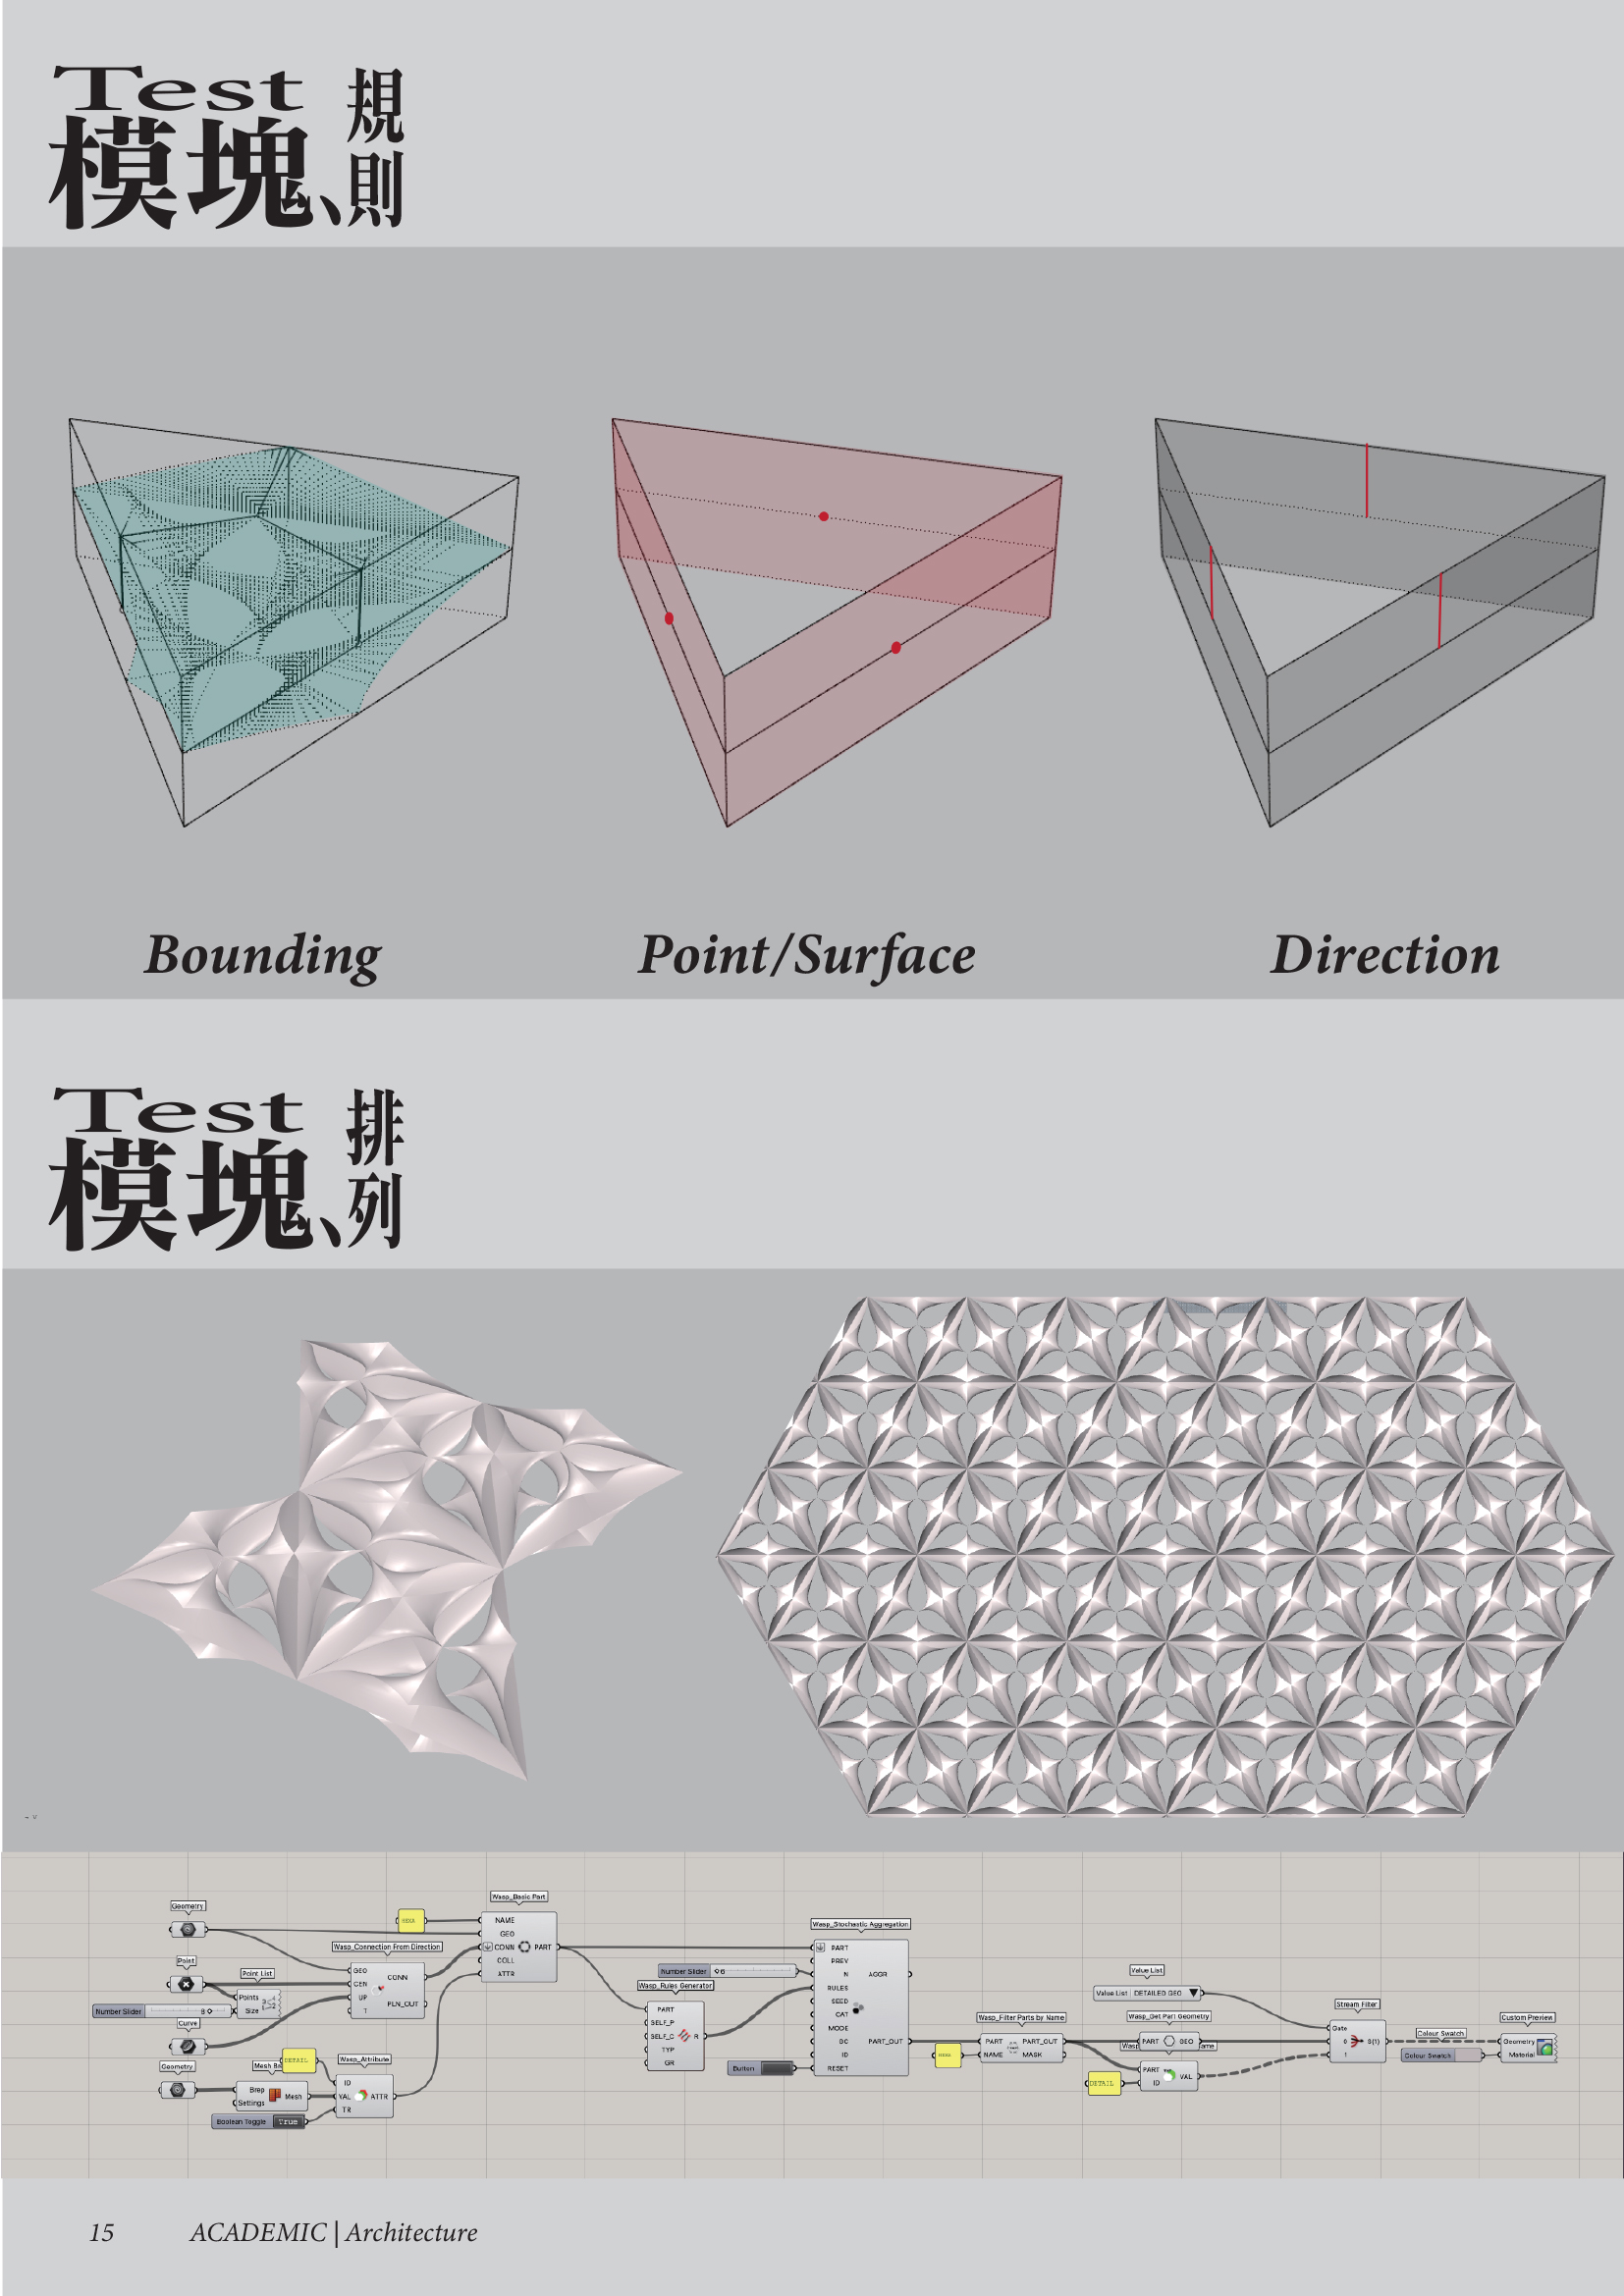 Test
模塊、規則
Bounding
Point/Surface
Direction
Test
模塊、排列
Geometry
Point
Point List
Points
Size
Number Slider
8
Curve
Geometry
DETAIL
Brep
Settings
Mesh
Boolean Toggle
True
Wasp_Attribute
ID
VAL
TR
ATTR
Wasp_Connection From Direction
GEO
CEN
UP
T
CONN
PLN_OUT
Wasp_Basic Part
NAME
GEO
CONN
COLL
ATTR
PART
Wasp_Rules Generator
PART
SELF_P
SELF_C
TYP
GR
R
Number Slider
6
Button
Wasp_Stochastic Aggregation
PART
PREV
N
RULES
SEED
CAT
MODE
GC
ID
RESET
AGGR
PART_OUT
Wasp_Filter Parts by Name
PART
NAME
PART_OUT
MASK
Value List
Value List
DETAILED GEO
Wasp_Get Part Geometry
PART
GEO
DETAIL
PART
ID
VAL
Stream Filter
Gate
0
1
S(1)
Colour Swatch
Colour Swatch
Custom Preview
Geometry
Material
15
ACADEMIC | Architecture